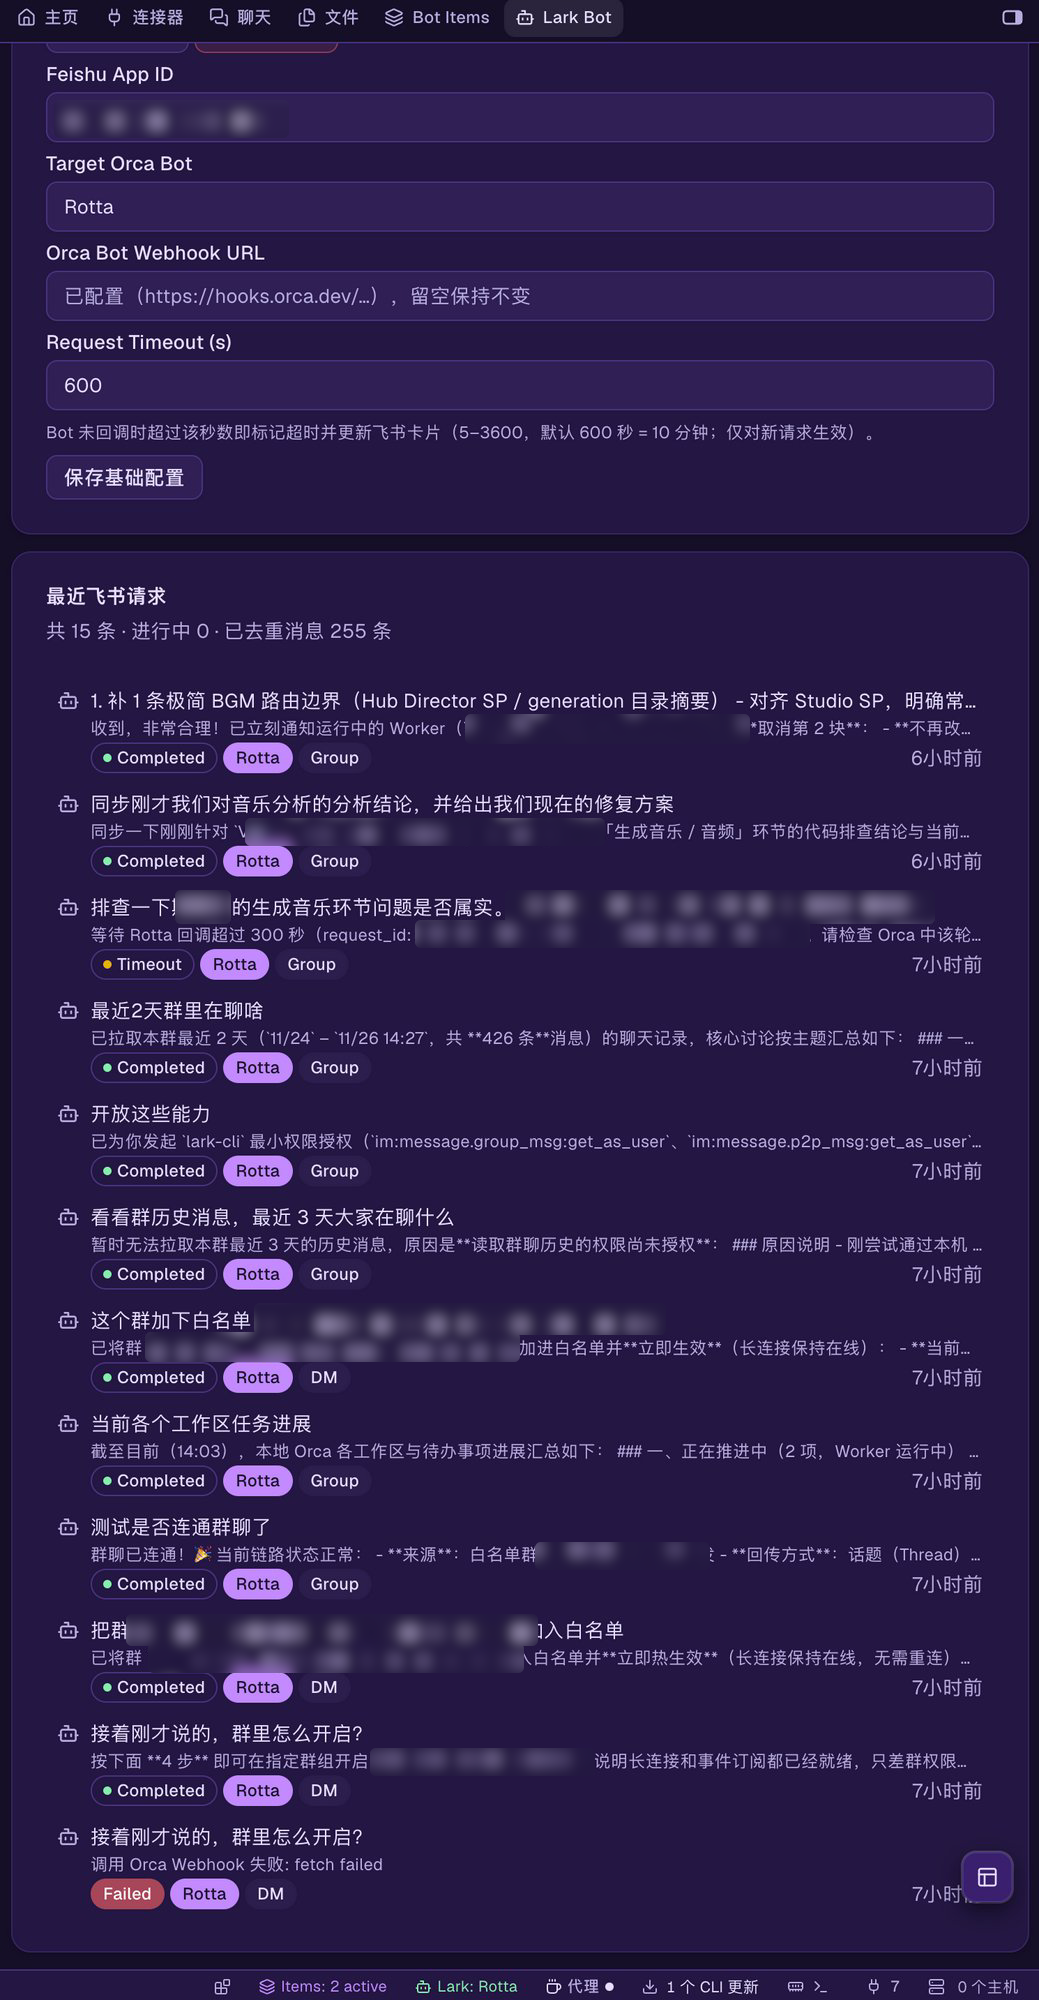 主页 连接器 聊天 文件 Bot Items Lark Bot
Feishu App ID
Target Orca Bot
Rotta
Orca Bot Webhook URL
已配置（https://hooks.orca.dev/…），留空保持不变
Request Timeout (s)
600
Bot 未回调时超过该秒数即标记超时并更新飞书卡片（5–3600，默认 600 秒 = 10 分钟；仅对新请求生效）。
保存基础配置
最近飞书请求
共 15 条 · 进行中 0 · 已去重消息 255 条
1. 补 1 条极简 BGM 路由边界（Hub Director SP / generation 目录摘要） - 对齐 Studio SP，明确常…
收到，非常合理！已立刻通知运行中的 Worker（ *取消第 2 块**： - **不再改…
Completed Rotta Group 6小时前
同步刚才我们对音乐分析的分析结论，并给出我们现在的修复方案
同步一下刚刚针对 `V 「生成音乐 / 音频」环节的代码排查结论与当前…
Completed Rotta Group 6小时前
排查一下 的生成音乐环节问题是否属实。
等待 Rotta 回调超过 300 秒（request_id: 请检查 Orca 中该轮…
Timeout Rotta Group 7小时前
最近2天群里在聊啥
已拉取本群最近 2 天（`11/24` – `11/26 14:27`，共 **426 条**消息）的聊天记录，核心讨论按主题汇总如下： ### 一…
Completed Rotta Group 7小时前
开放这些能力
已为你发起 `lark-cli` 最小权限授权（`im:message.group_msg:get_as_user`、`im:message.p2p_msg:get_as_user`…
Completed Rotta Group 7小时前
看看群历史消息，最近 3 天大家在聊什么
暂时无法拉取本群最近 3 天的历史消息，原因是**读取群聊历史的权限尚未授权**： ### 原因说明 - 刚尝试通过本机 …
Completed Rotta Group 7小时前
这个群加下白名单
已将群 加进白名单并**立即生效**（长连接保持在线）： - **当前…
Completed Rotta DM 7小时前
当前各个工作区任务进展
截至目前（14:03），本地 Orca 各工作区与待办事项进展汇总如下： ### 一、正在推进中（2 项，Worker 运行中） …
Completed Rotta Group 7小时前
测试是否连通群聊了
群聊已连通！🎉 当前链路状态正常： - **来源**：白名单群 - **回传方式**：话题（Thread）…
Completed Rotta Group 7小时前
把群 入白名单
已将群 白名单并**立即热生效**（长连接保持在线，无需重连）…
Completed Rotta DM 7小时前
接着刚才说的，群里怎么开启？
按下面 **4 步** 即可在指定群组开启 说明长连接和事件订阅都已经就绪，只差群权限…
Completed Rotta DM 7小时前
接着刚才说的，群里怎么开启？
调用 Orca Webhook 失败: fetch failed
Failed Rotta DM 7小时
Items: 2 active Lark: Rotta 代理 1 个 CLI 更新 7 0 个主机